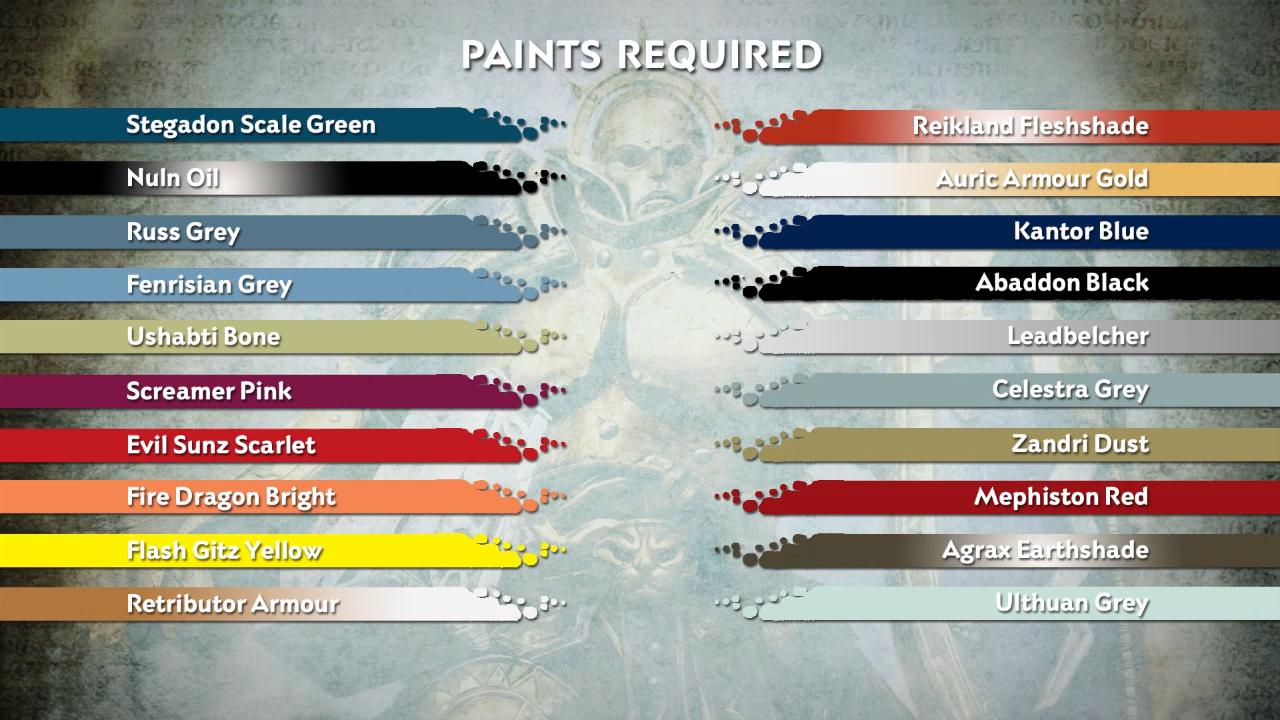 PAINTS REQUIRED
Stegadon Scale Green
Nuln Oil
Russ Grey
Fenrisian Grey
Ushabti Bone
Screamer Pink
Evil Sunz Scarlet
Fire Dragon Bright
Flash Gitz Yellow
Retributor Armour
Reikland Fleshshade
Auric Armour Gold
Kantor Blue
Abaddon Black
Leadbelcher
Celestra Grey
Zandri Dust
Mephiston Red
Agrax Earthshade
Ulthuan Grey